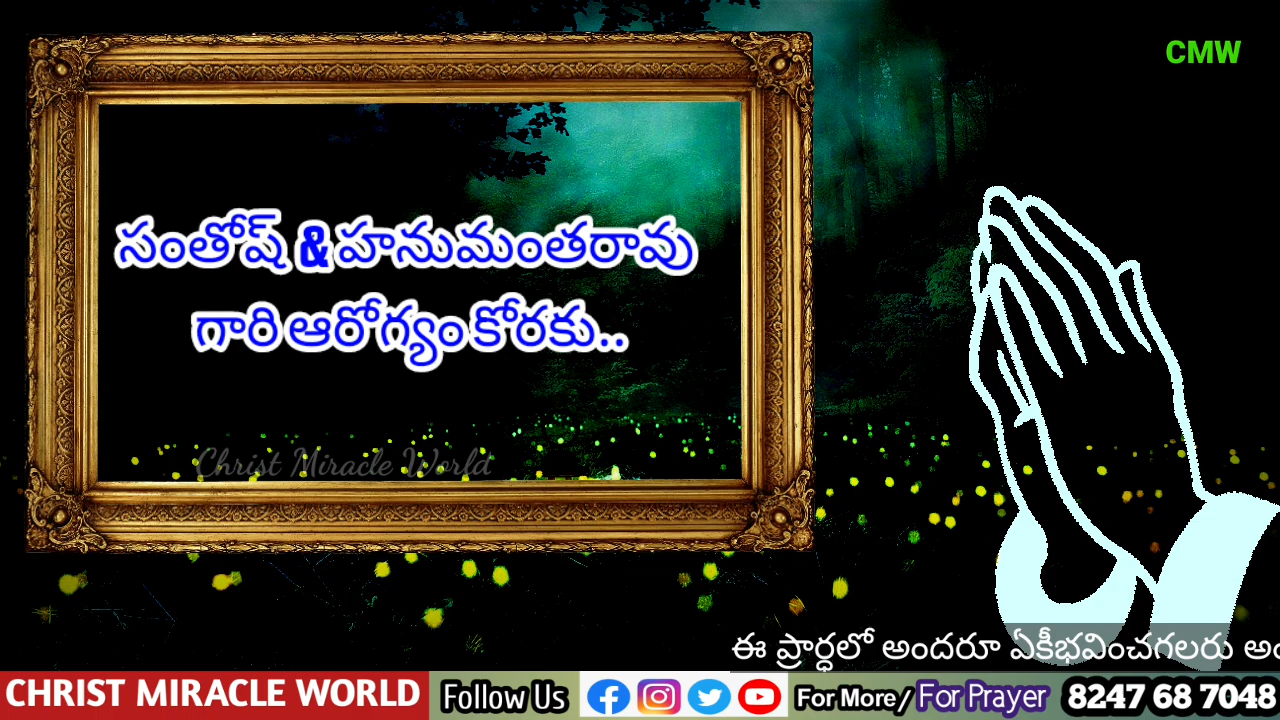 CMW
సంతోష్ & హనుమంతరావు
గారి ఆరోగ్యం కోరకు..
Christ Miracle World
ఈ ప్రార్ధలో అందరూ ఏకీభవించగలరు
CHRIST MIRACLE WORLD Follow Us For More / For Prayer 8247 68 7048